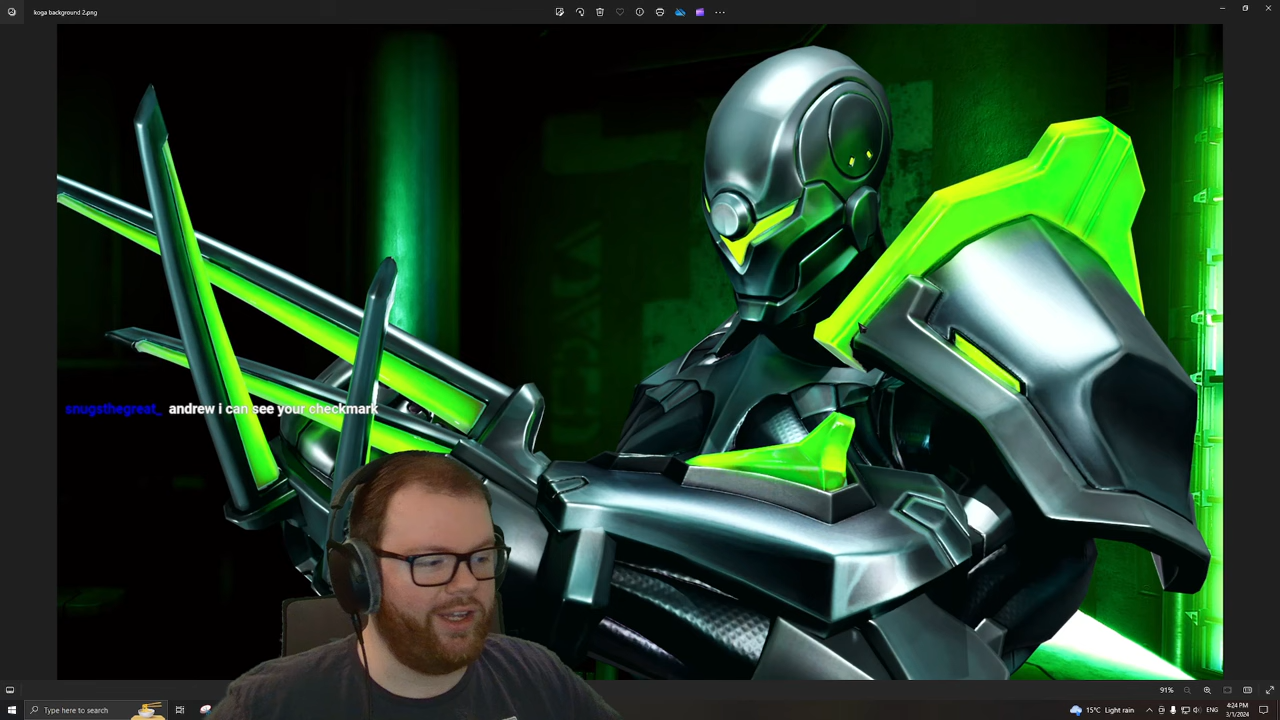 koga background 2.png
snugsthegreat_ andrew i can see your checkmark
91%
Type here to search
15°C Light rain
ENG
4:24 PM
3/1/2024